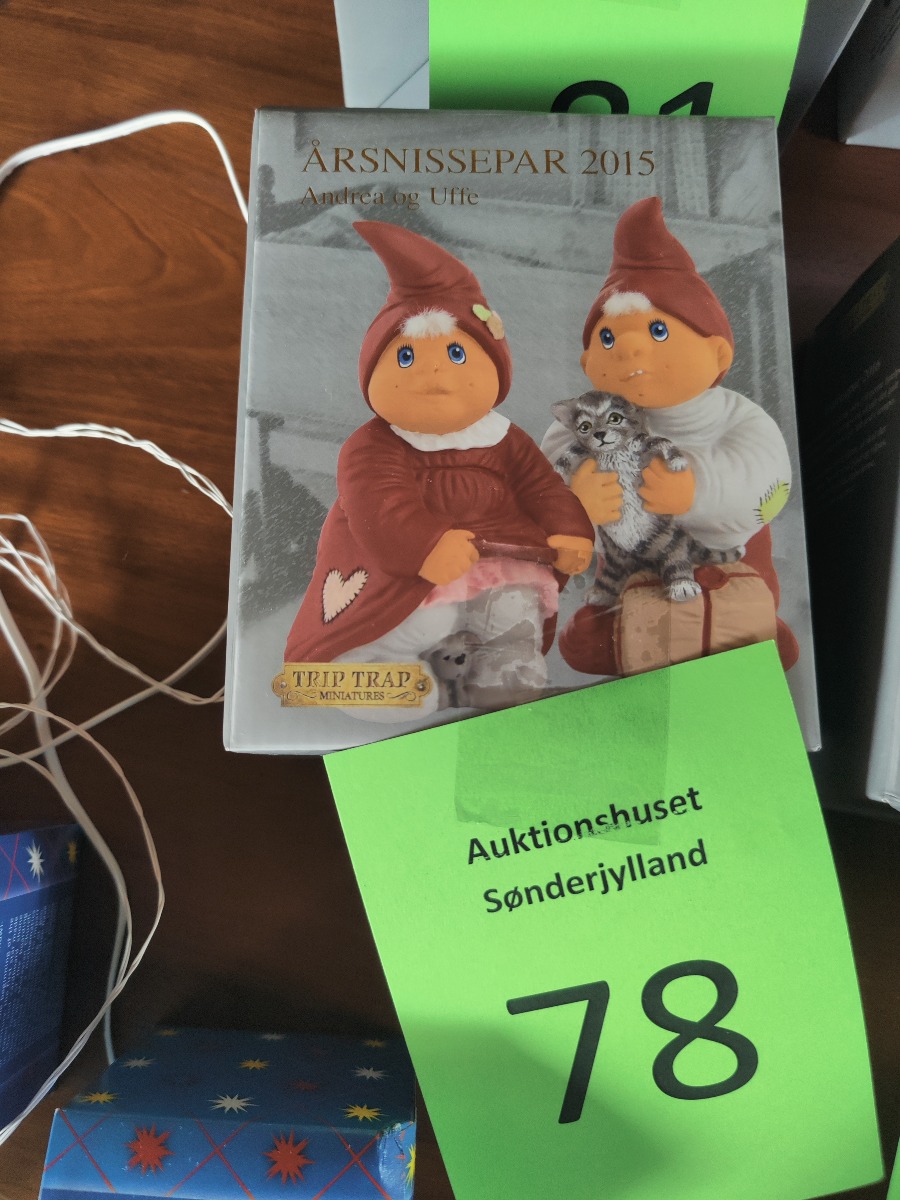 ÅRSNISSEPAR 2015
Andrea og Uffe
TRIP TRAP
MINIATURES
Auktionshuset
Sønderjylland
78